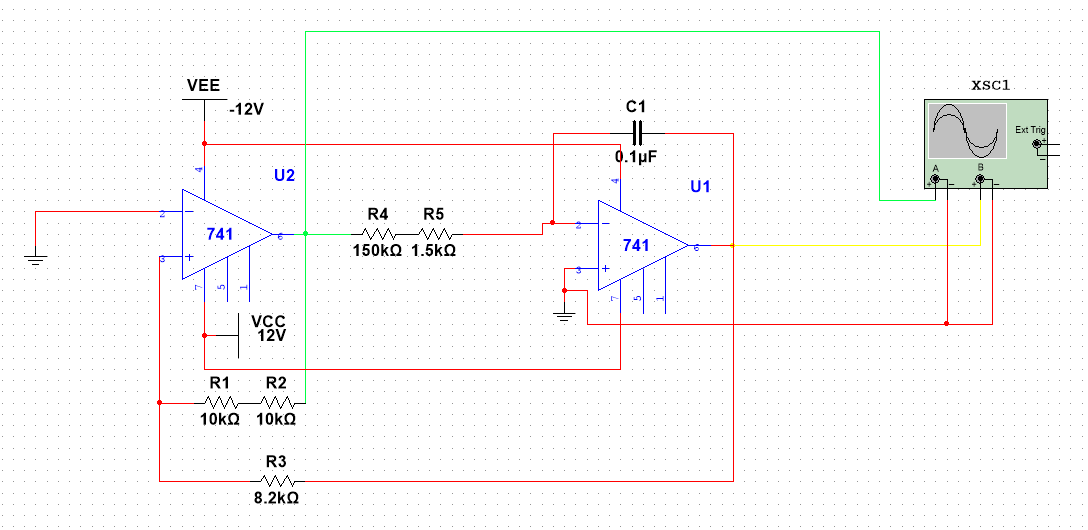 XSC1
VEE
-12V
C1
Ext Trig
+
−
0.1µF
A
B
+
−
+
−
4
U2
4
U1
R4
R5
2
−
741
6
150kΩ
1.5kΩ
2
−
741
6
3
+
3
+
7
5
1
7
5
1
VCC
12V
R1
R2
10kΩ
10kΩ
R3
8.2kΩ